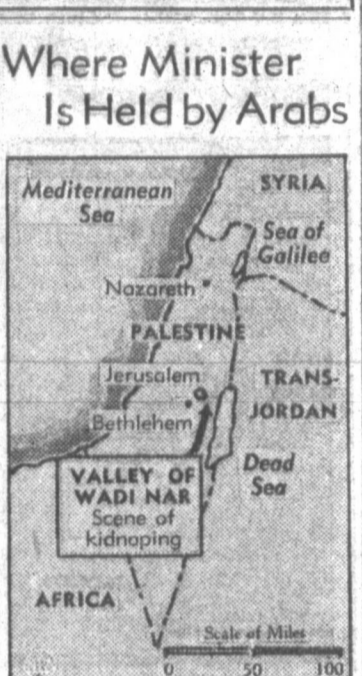 Where Minister
Is Held by Arabs
Mediterranean
Sea
SYRIA
Sea of
Galilee
Nazareth
PALESTINE
Jerusalem
TRANS-
JORDAN
Bethlehem
Dead
Sea
VALLEY OF
WADI NAR
Scene of
kidnaping
AFRICA
Scale of Miles
0 50 100